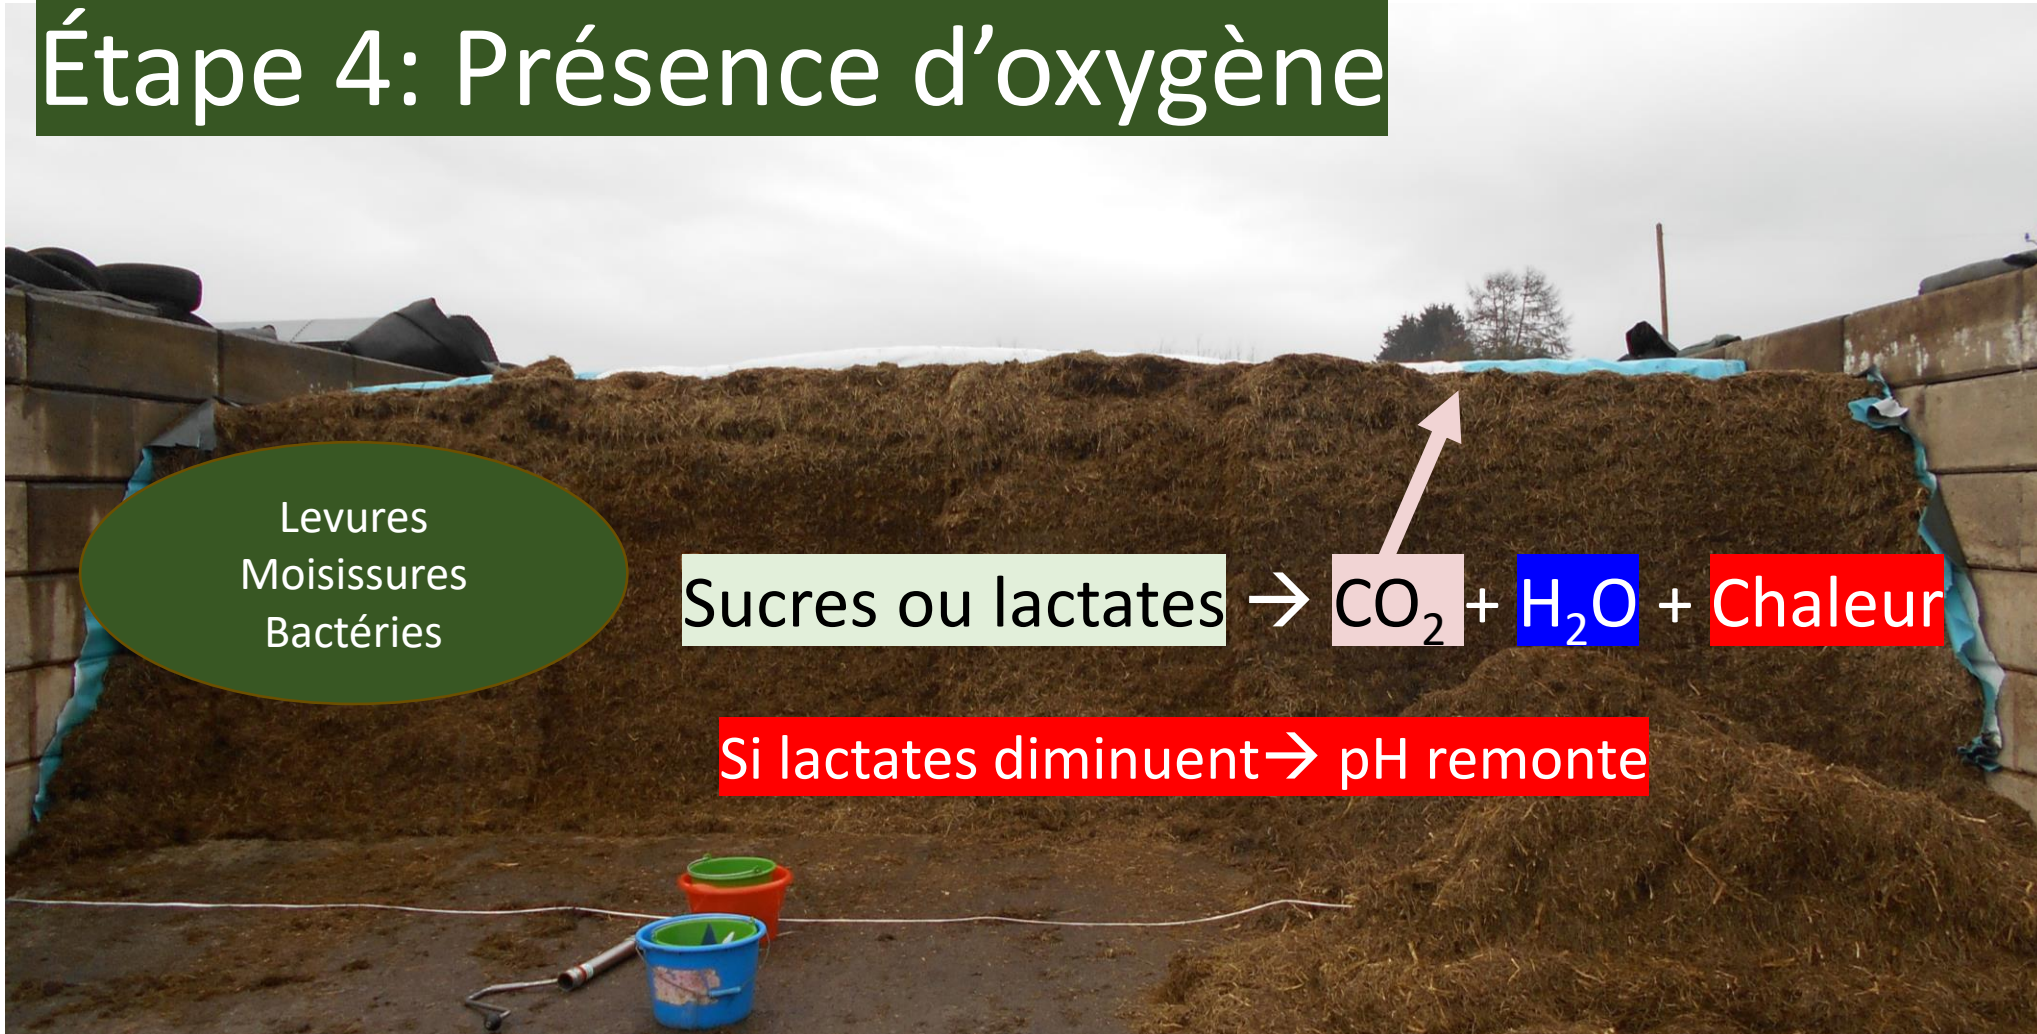 Étape 4: Présence d’oxygène
Levures
Moisissures
Bactéries
Sucres ou lactates → CO₂ + H₂O + Chaleur
Si lactates diminuent→ pH remonte